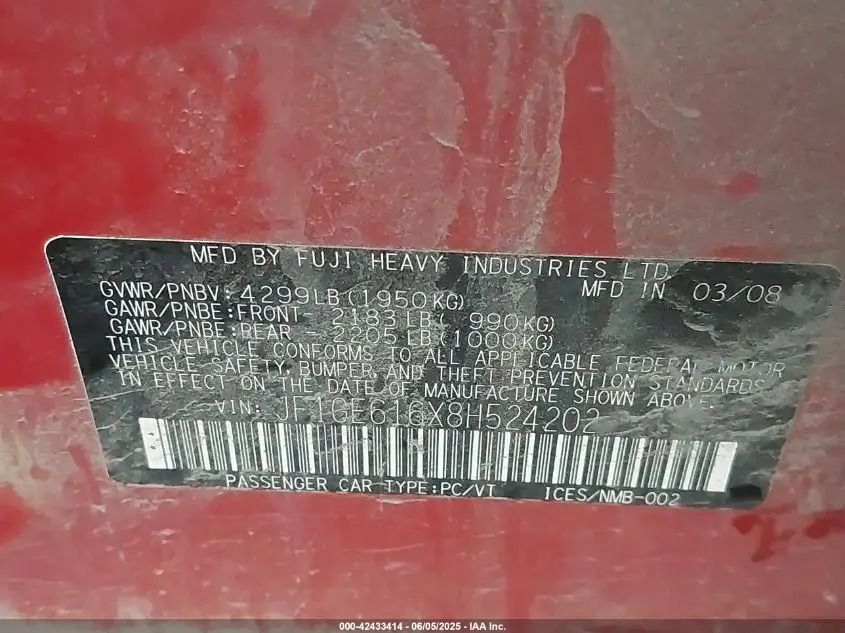 MFD BY FUJI HEAVY INDUSTRIES LTD.
MFD IN 03/08
GVWR/PNBV:4299LB(1950KG)
GAWR/PNBE:FRONT 2183LB( 990KG)
GAWR/PNBE:REAR 2205LB(1000KG)
THIS VEHICLE CONFORMS TO ALL APPLICABLE FEDERAL MOTOR
VEHICLE SAFETY, BUMPER, AND THEFT PREVENTION STANDARDS
IN EFFECT ON THE DATE OF MANUFACTURE SHOWN ABOVE.
VIN: JF1GE616X8H524202
PASSENGER CAR TYPE:PC/VT ICES/NMB-002
000-42433414 - 06/05/2025 - IAA Inc.